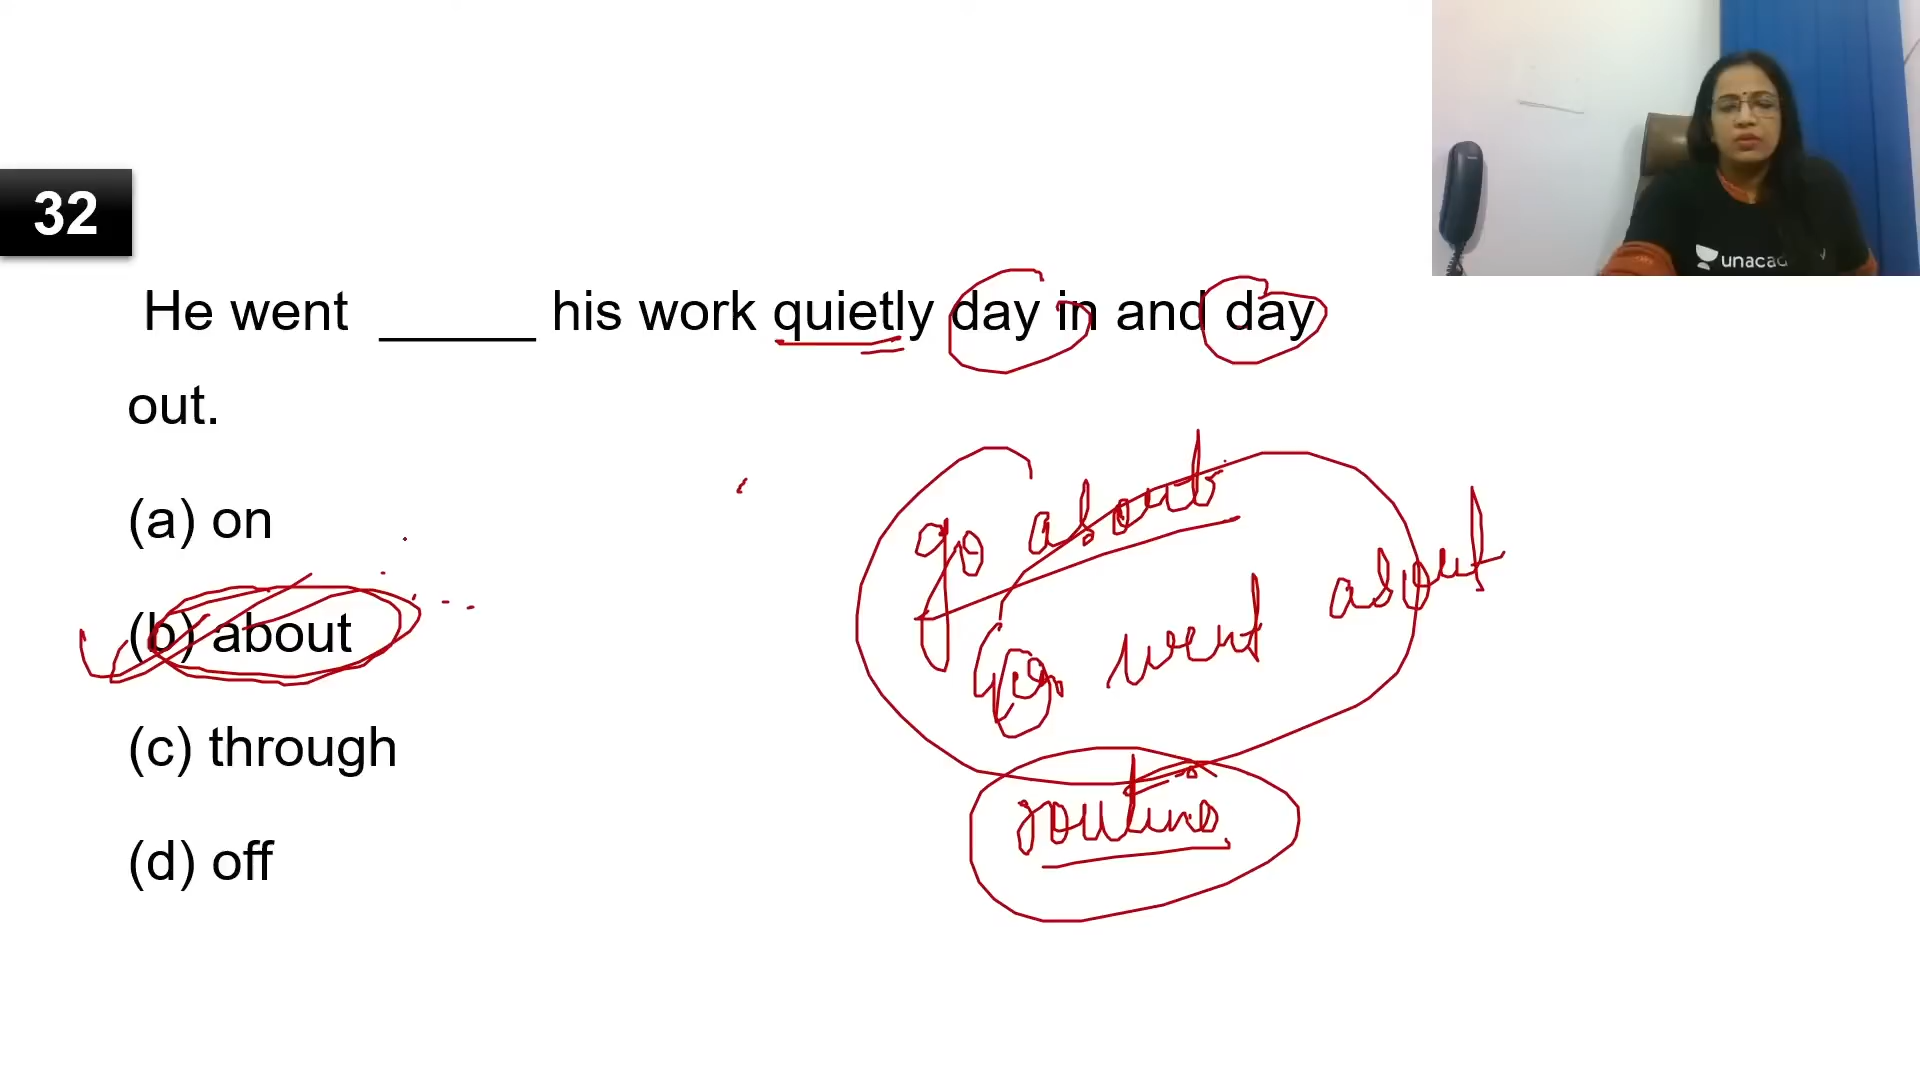 32
He went _____ his work quietly day in and day
out.
(a) on
(b) about
(c) through
(d) off
go about
went about
routine
unacad